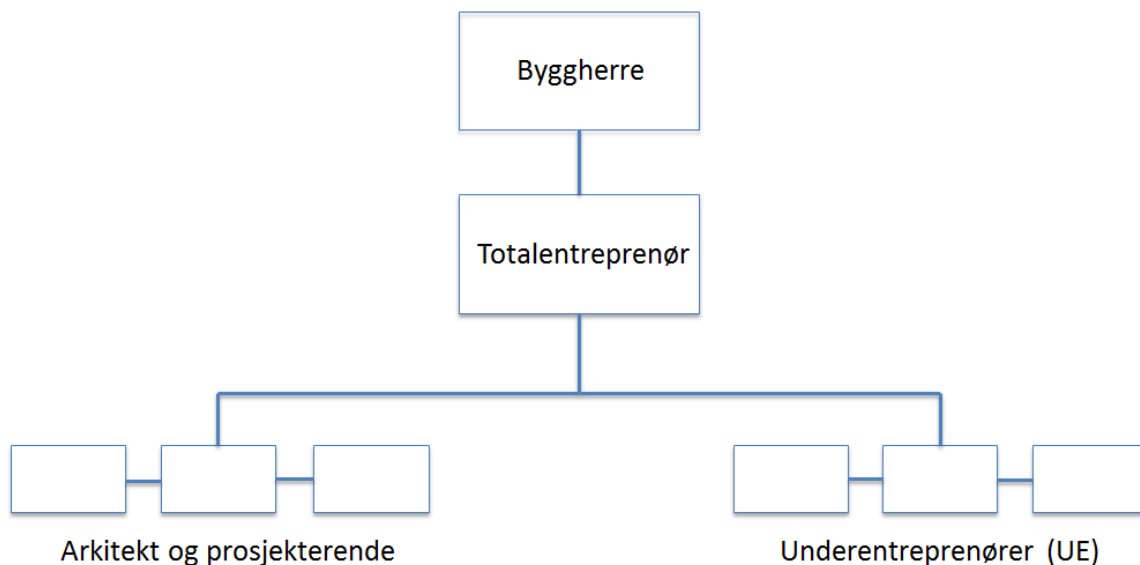 Byggherre
Totalentreprenør
Arkitekt og prosjekterende
Underentreprenører (UE)